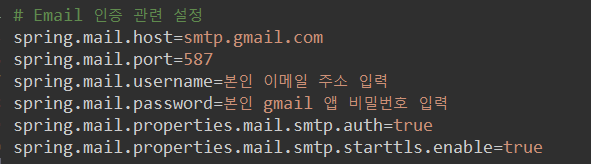 # Email 인증 관련 설정
spring.mail.host=smtp.gmail.com
spring.mail.port=587
spring.mail.username=본인 이메일 주소 입력
spring.mail.password=본인 gmail 앱 비밀번호 입력
spring.mail.properties.mail.smtp.auth=true
spring.mail.properties.mail.smtp.starttls.enable=true